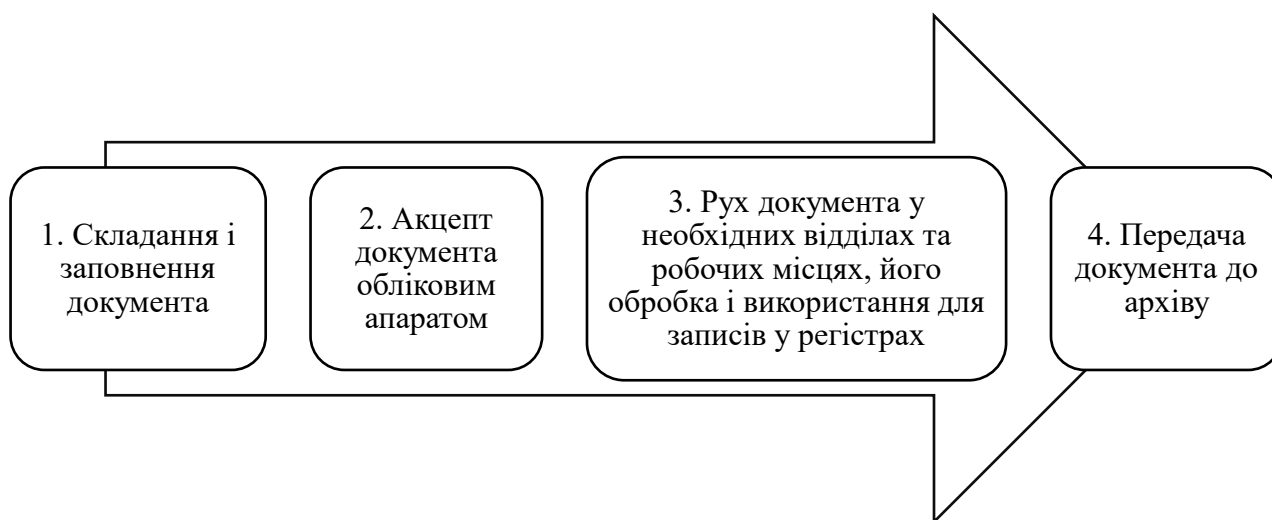 1. Складання і
заповнення
документа
2. Акцепт
документа
обліковим
апаратом
3. Рух документа у
необхідних відділах та
робочих місцях, його
обробка і використання для
записів у регістрах
4. Передача
документа до
архіву